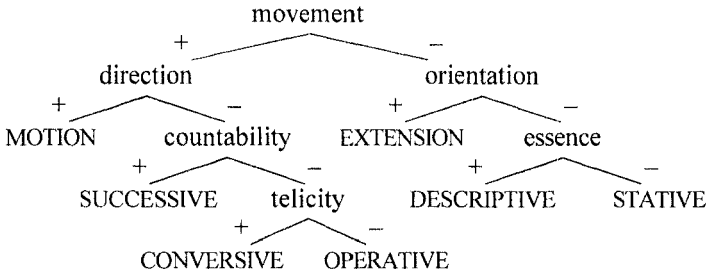 movement
+ −
direction orientation
+ − + −
MOTION countability EXTENSION essence
+ − + −
SUCCESSIVE telicity DESCRIPTIVE STATIVE
+ −
CONVERSIVE OPERATIVE